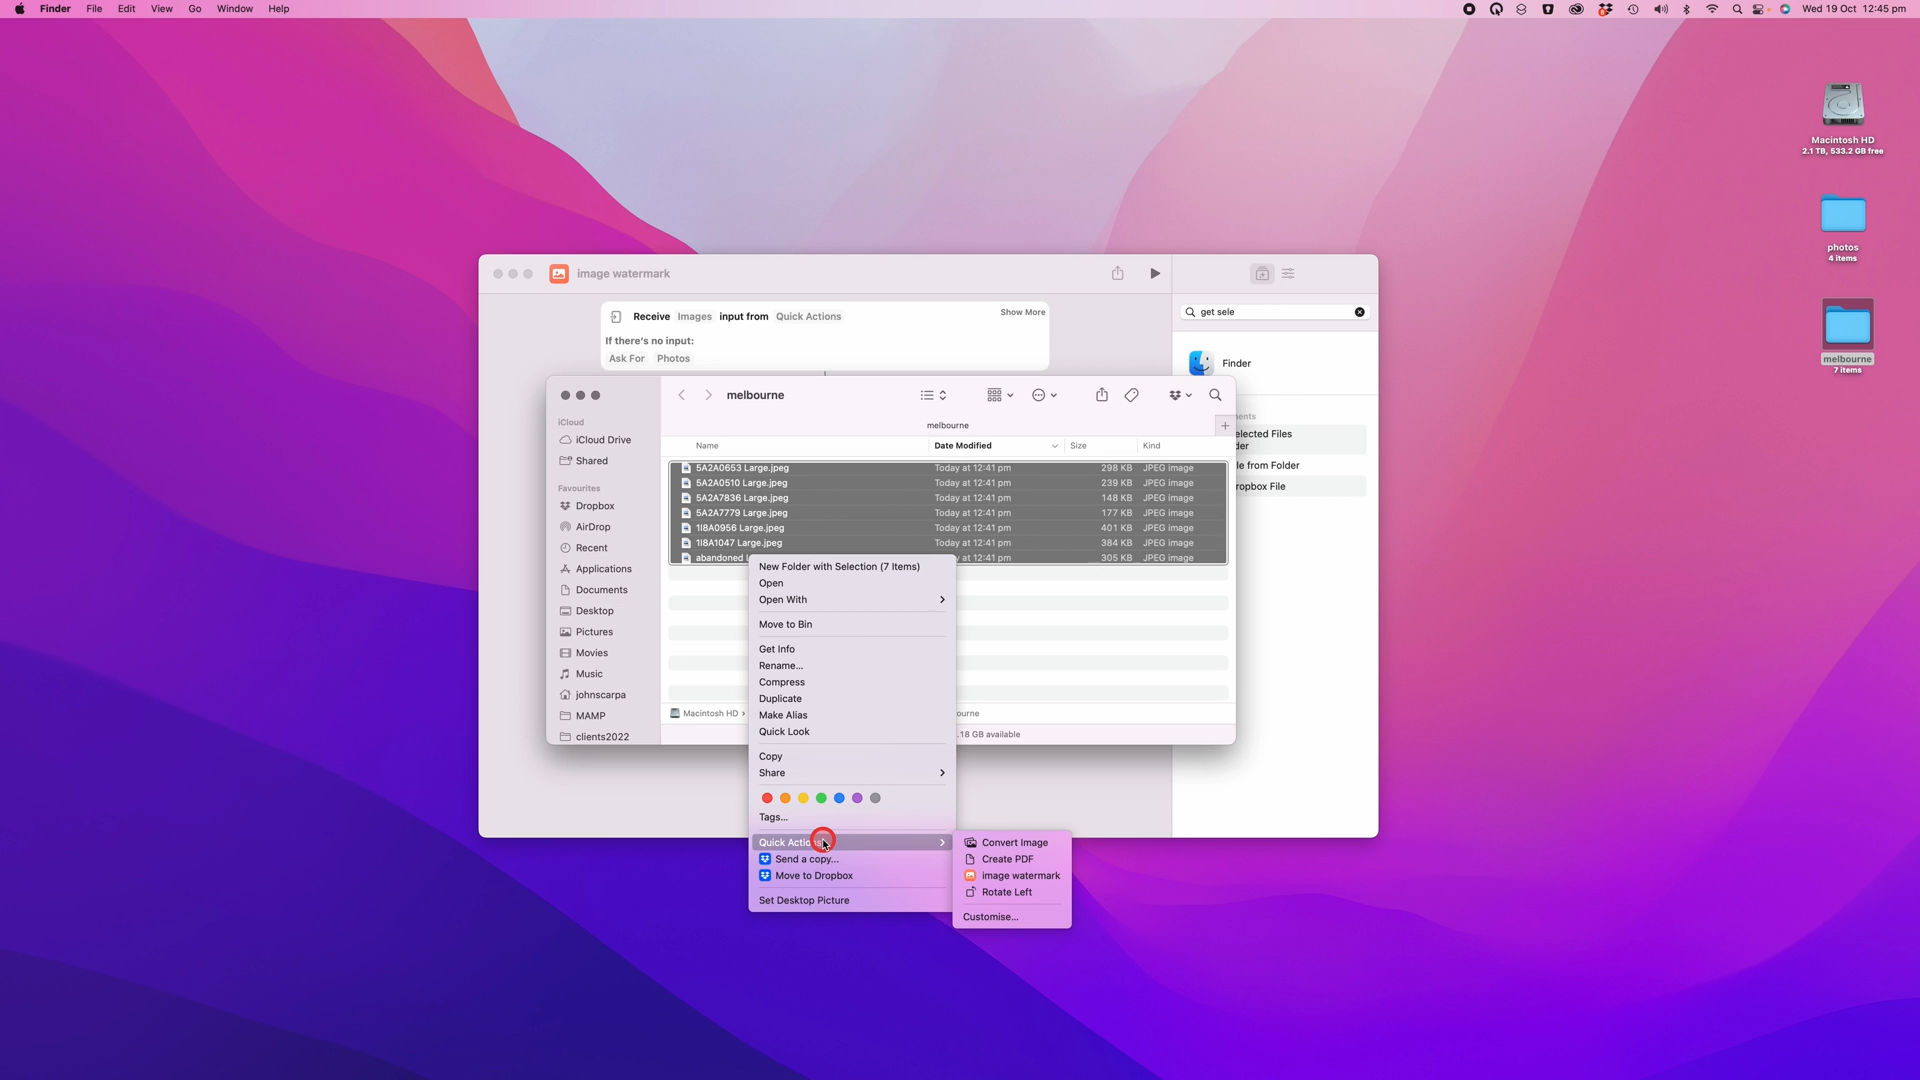 Finder File Edit View Go Window Help
Wed 19 Oct 12:45 pm
Macintosh HD
2.1 TB, 533.2 GB free
photos
4 items
melbourne
7 items
image watermark
Receive Images input from Quick Actions
Show More
If there's no input:
Ask For Photos
get sele
Finder
elected Files
le from Folder
ropbox File
melbourne
melbourne
iCloud
iCloud Drive
Shared
Favourites
Dropbox
AirDrop
Recent
Applications
Documents
Desktop
Pictures
Movies
Music
johnscarpa
MAMP
clients2022
Name Date Modified Size Kind
5A2A0653 Large.jpeg Today at 12:41 pm 298 KB JPEG image
5A2A0510 Large.jpeg Today at 12:41 pm 239 KB JPEG image
5A2A7836 Large.jpeg Today at 12:41 pm 148 KB JPEG image
5A2A7779 Large.jpeg Today at 12:41 pm 177 KB JPEG image
1I8A0956 Large.jpeg Today at 12:41 pm 401 KB JPEG image
1I8A1047 Large.jpeg Today at 12:41 pm 384 KB JPEG image
abandoned y at 12:41 pm 305 KB JPEG image
Macintosh HD
ourne
.18 GB available
New Folder with Selection (7 Items)
Open
Open With
Move to Bin
Get Info
Rename...
Compress
Duplicate
Make Alias
Quick Look
Copy
Share
Tags...
Quick Actions
Send a copy...
Move to Dropbox
Set Desktop Picture
Convert Image
Create PDF
image watermark
Rotate Left
Customise...